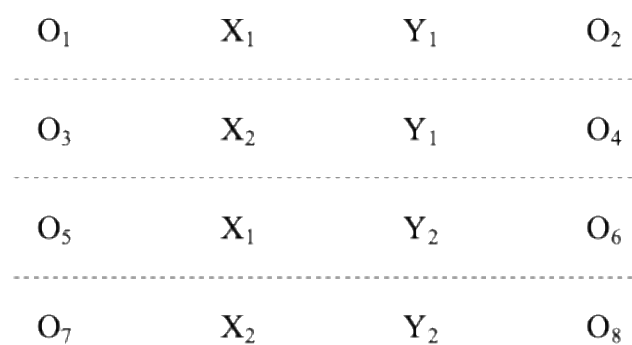 O₁ X₁ Y₁ O₂
O₃ X₂ Y₁ O₄
O₅ X₁ Y₂ O₆
O₇ X₂ Y₂ O₈